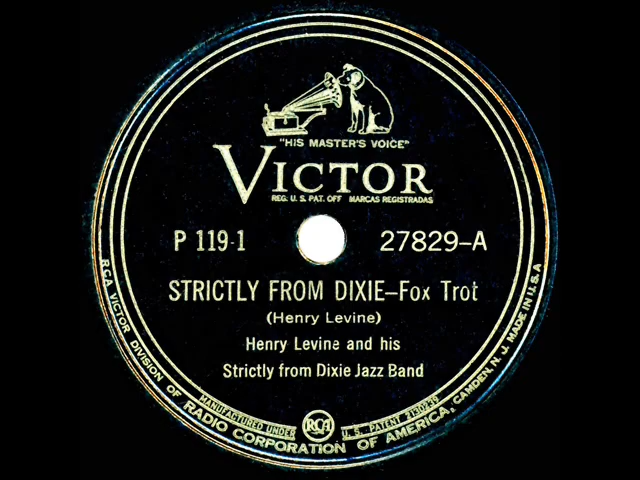 "HIS MASTER'S VOICE"
VICTOR
REG. U. S. PAT. OFF MARCAS REGISTRADAS
P 119-1
27829-A
STRICTLY FROM DIXIE—Fox Trot
(Henry Levine)
Henry Levine and his
Strictly from Dixie Jazz Band
MANUFACTURED UNDER
RCA
U. S. PATENT 2130239
RCA VICTOR DIVISION OF RADIO CORPORATION OF AMERICA, CAMDEN, N. J. MADE IN U.S.A